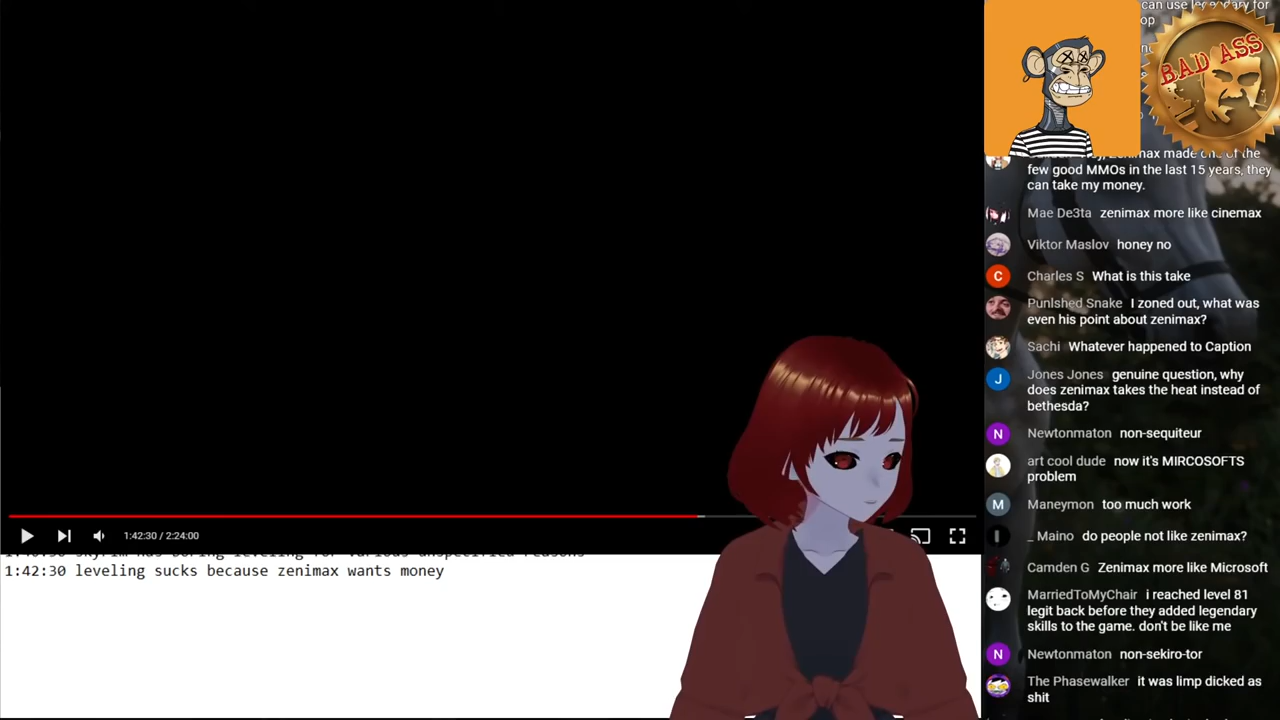 1:42:30 / 2:24:00
1:42:30 leveling sucks because zenimax wants money
can use legendary for
BAD ASS
few good MMOs in the last 15 years, they
can take my money.
Mae De3ta zenimax more like cinemax
Viktor Maslov honey no
C Charles S What is this take
Punlshed Snake I zoned out, what was
even his point about zenimax?
Sachi Whatever happened to Caption
J Jones Jones genuine question, why
does zenimax takes the heat instead of
bethesda?
N Newtonmaton non-sequiteur
art cool dude now it's MIRCOSOFTS
problem
M Maneymon too much work
_ Maino do people not like zenimax?
Camden G Zenimax more like Microsoft
MarriedToMyChair i reached level 81
legit back before they added legendary
skills to the game. don't be like me
N Newtonmaton non-sekiro-tor
The Phasewalker it was limp dicked as
shit